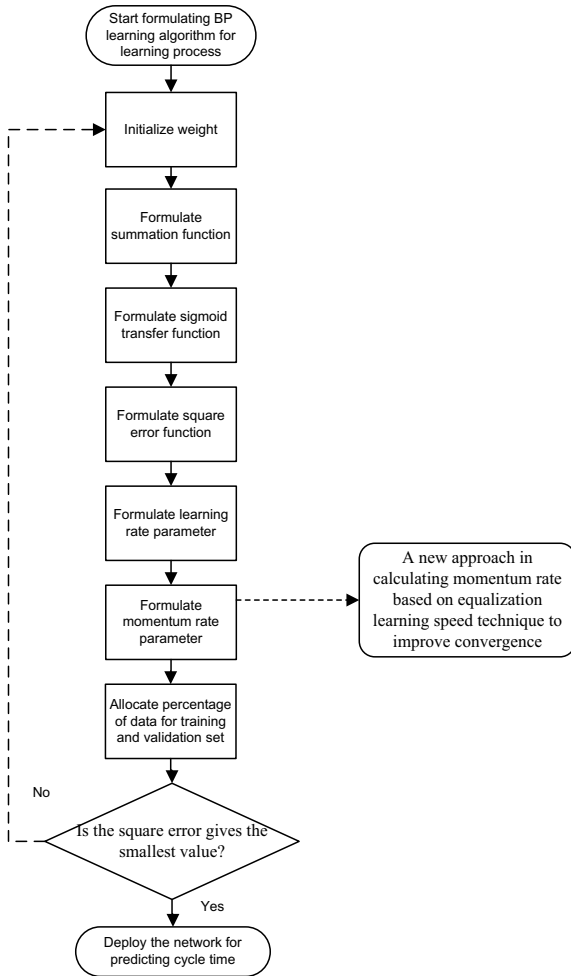 Start formulating BP
learning algorithm for
learning process
Initialize weight
Formulate
summation function
Formulate sigmoid
transfer function
Formulate square
error function
Formulate learning
rate parameter
Formulate
momentum rate
parameter
A new approach in
calculating momentum rate
based on equalization
learning speed technique to
improve convergence
Allocate percentage
of data for training
and validation set
No
Is the square error gives the
smallest value?
Yes
Deploy the network for
predicting cycle time